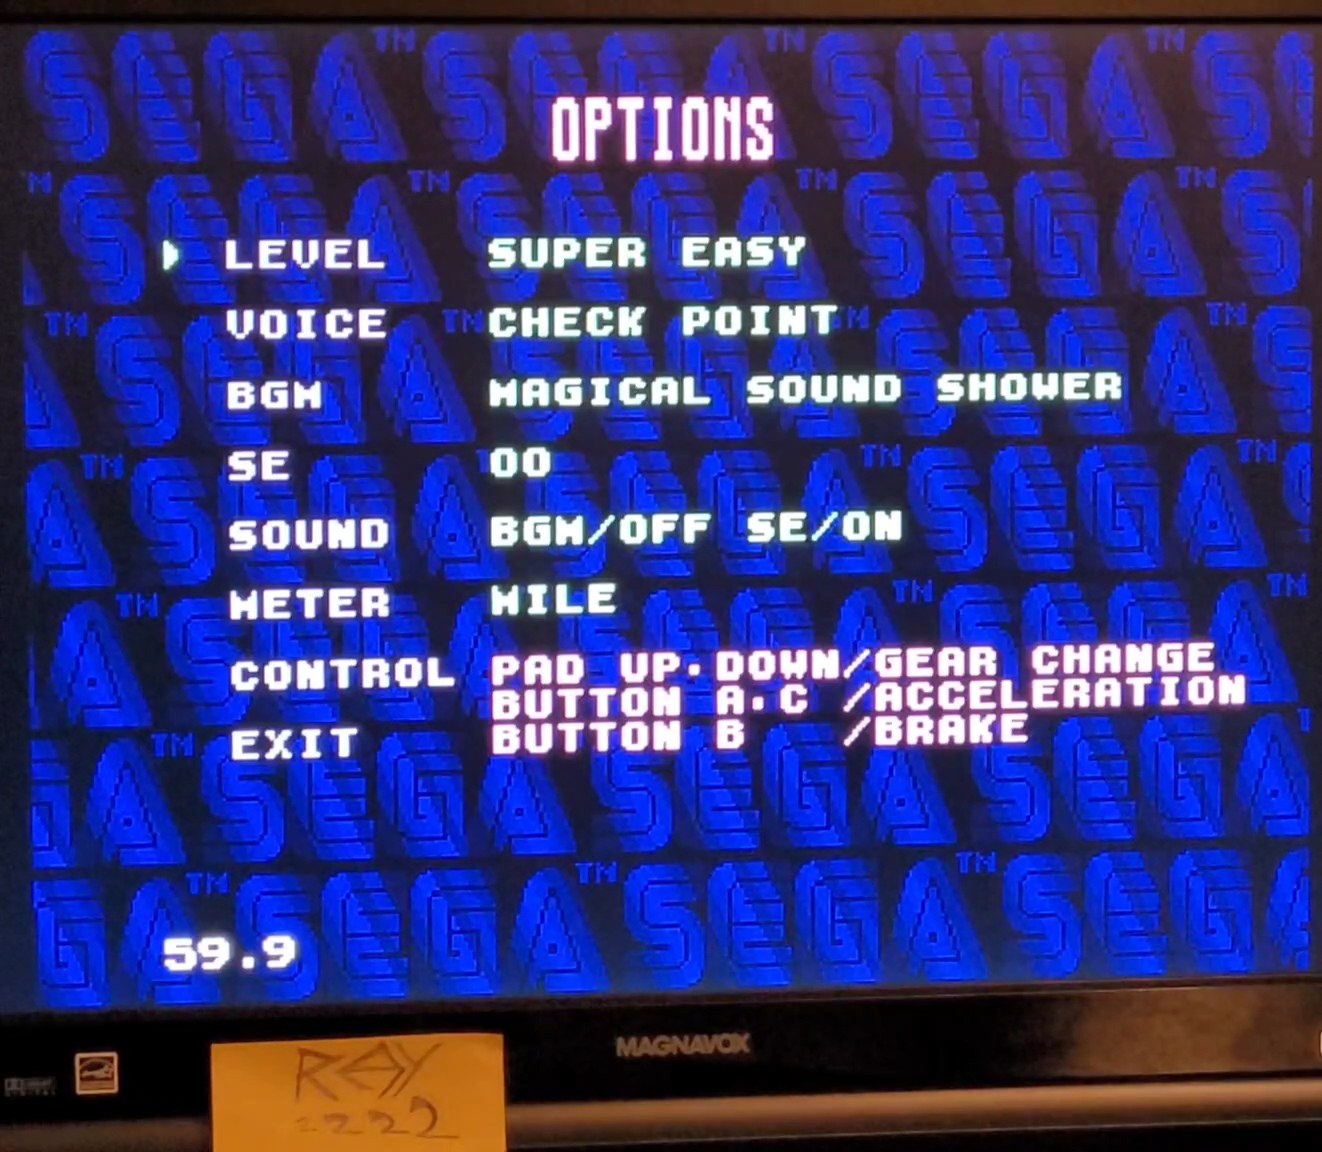 OPTIONS
LEVEL SUPER EASY
VOICE CHECK POINT
BGM MAGICAL SOUND SHOWER
SE 00
SOUND BGM/OFF SE/ON
METER MILE
CONTROL PAD UP·DOWN/GEAR CHANGE
BUTTON A·C /ACCELERATION
EXIT BUTTON B /BRAKE
59.9
MAGNAVOX
RAY
2222